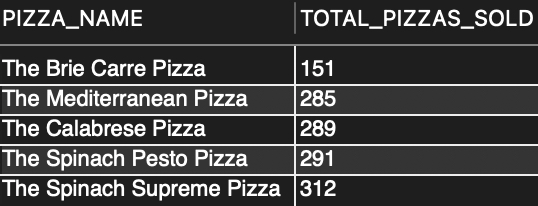 PIZZA_NAME TOTAL_PIZZAS_SOLD
The Brie Carre Pizza 151
The Mediterranean Pizza 285
The Calabrese Pizza 289
The Spinach Pesto Pizza 291
The Spinach Supreme Pizza 312